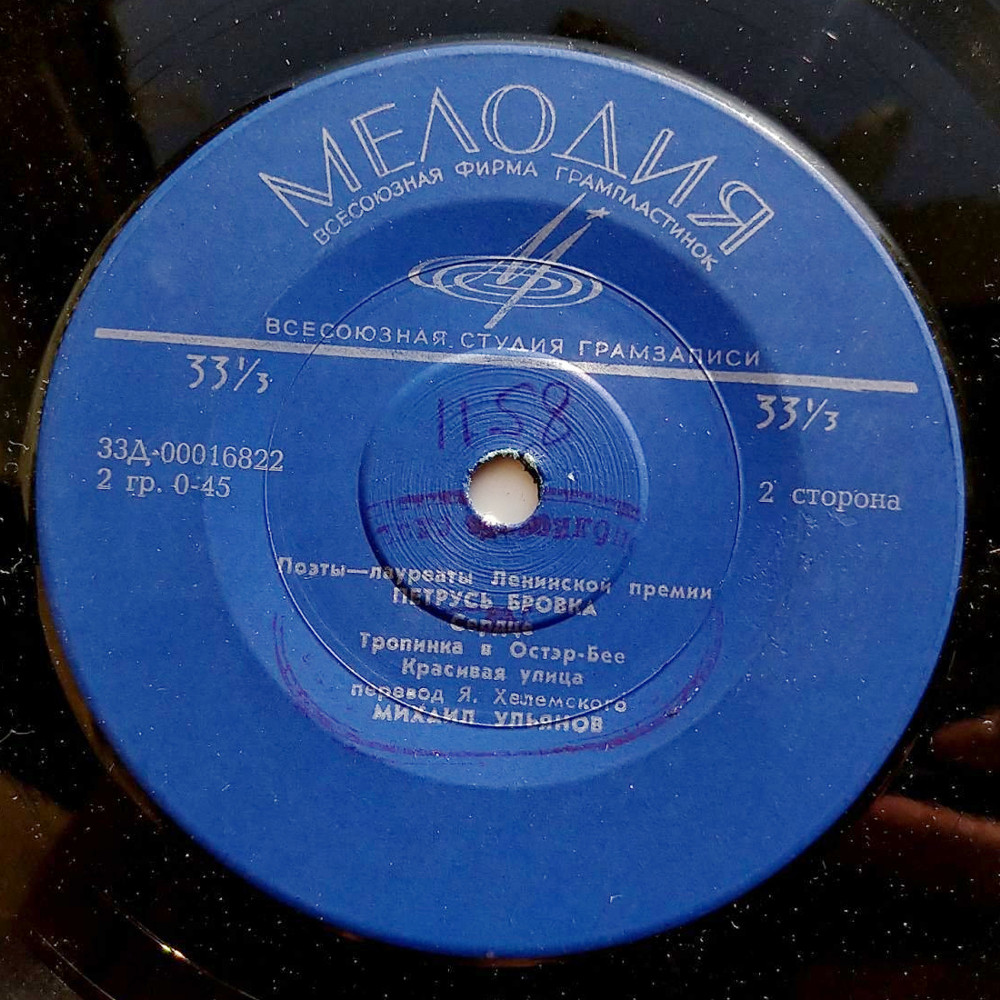 МЕЛОДИЯ
ВСЕСОЮЗНАЯ ФИРМА ГРАМПЛАСТИНОК
ВСЕСОЮЗНАЯ СТУДИЯ ГРАМЗАПИСИ
33⅓
33⅓
1158
33Д-00016822
2 гр. 0-45
2 сторона
Поэты—лауреаты Ленинской премии
ПЕТРУСЬ БРОВКА
Сердце
Тропинка в Остэр-Бее
Красивая улица
перевод Я. Хелемского
МИХАИЛ УЛЬЯНОВ